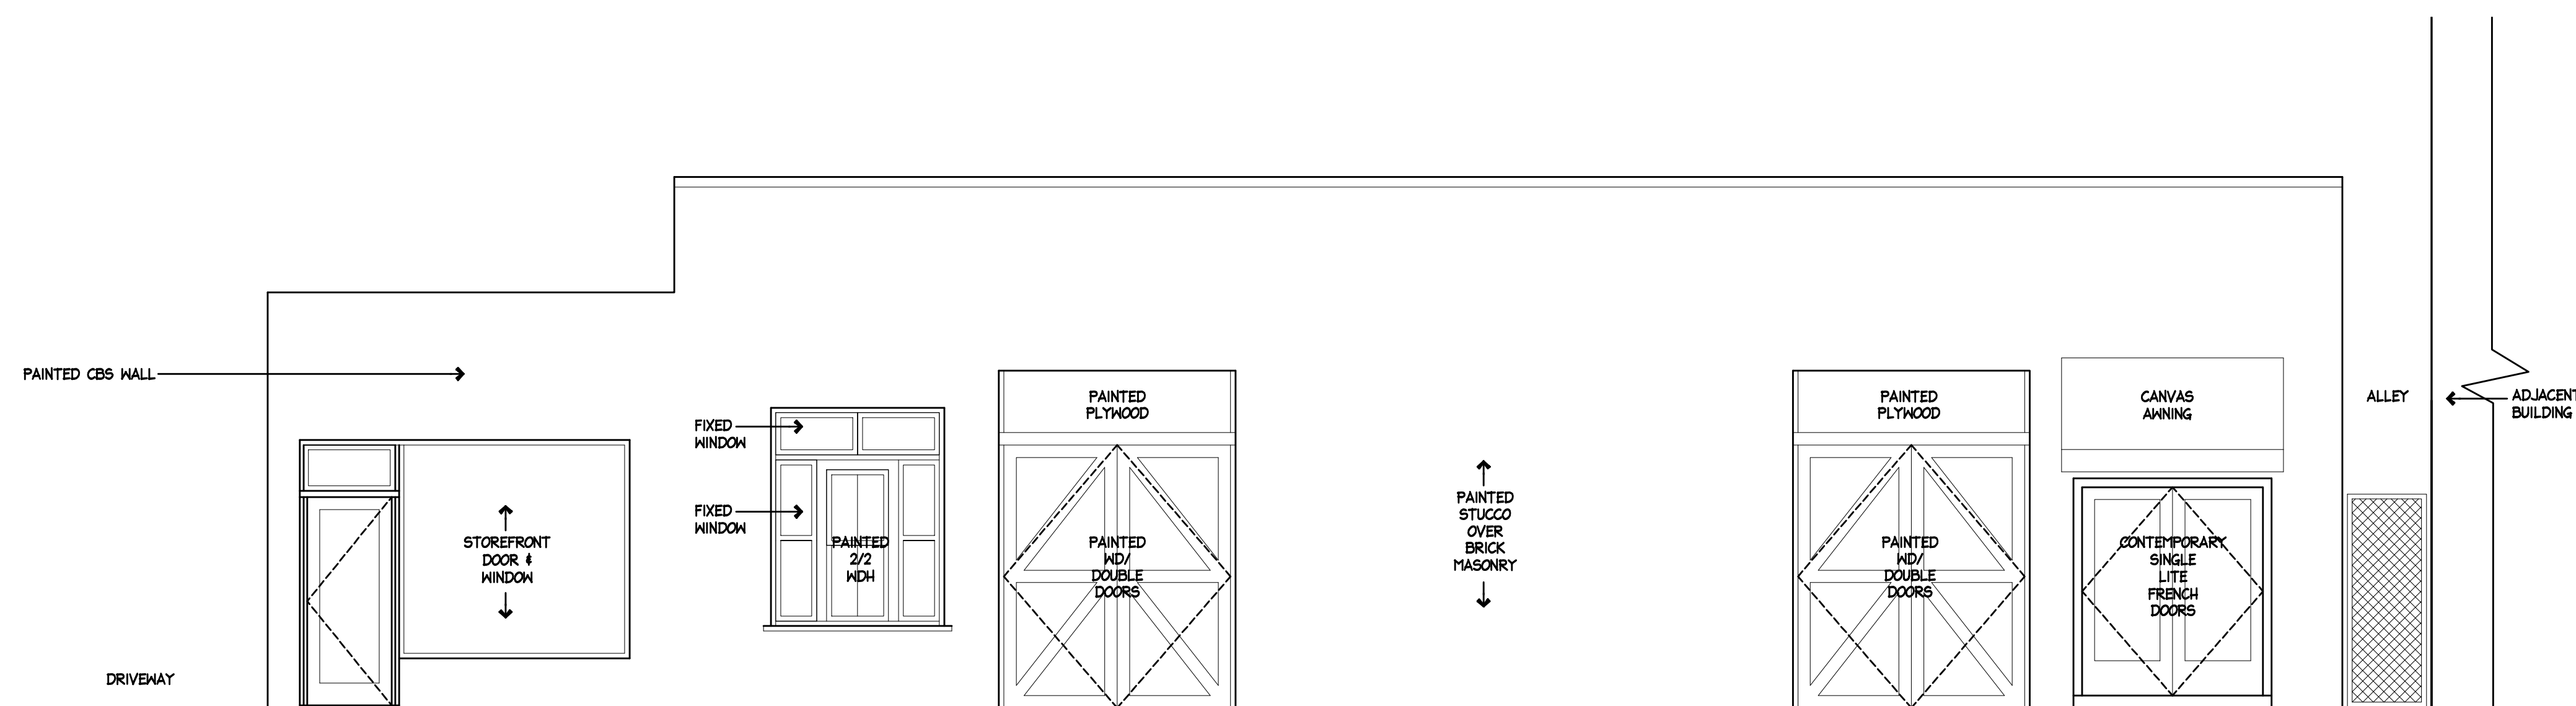 PAINTED CBS WALL
DRIVEWAY
STOREFRONT
DOOR &
WINDOW
FIXED
WINDOW
FIXED
WINDOW
PAINTED
2/2
WDH
PAINTED
PLYWOOD
PAINTED
WD/
DOUBLE
DOORS
PAINTED
STUCCO
OVER
BRICK
MASONRY
PAINTED
PLYWOOD
PAINTED
WD/
DOUBLE
DOORS
CANVAS
AWNING
CONTEMPORARY
SINGLE
LITE
FRENCH
DOORS
ALLEY
ADJACENT
BUILDING